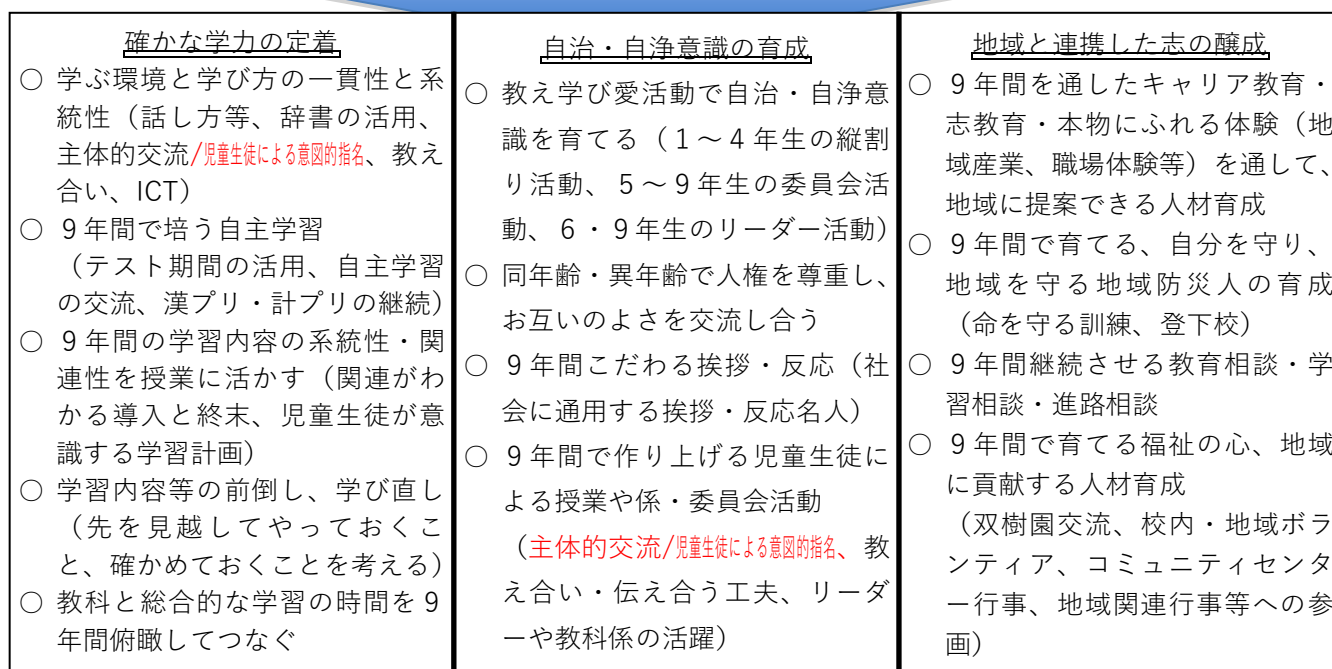 確かな学力の定着
○ 学ぶ環境と学び方の一貫性と系
統性（話し方等、辞書の活用、
主体的交流/児童生徒による意図的指名、教え
合い、ICT）
○ ９年間で培う自主学習
（テスト期間の活用、自主学習
の交流、漢プリ・計プリの継続）
○ ９年間の学習内容の系統性・関
連性を授業に活かす（関連がわ
かる導入と終末、児童生徒が意
識する学習計画）
○ 学習内容等の前倒し、学び直し
（先を見越してやっておくこ
と、確かめておくことを考える）
○ 教科と総合的な学習の時間を９
年間俯瞰してつなぐ
自治・自浄意識の育成
○ 教え学び愛活動で自治・自浄意
識を育てる（１～４年生の縦割
り活動、５～９年生の委員会活
動、６・９年生のリーダー活動）
○ 同年齢・異年齢で人権を尊重し、
お互いのよさを交流し合う
○ ９年間こだわる挨拶・反応（社
会に通用する挨拶・反応名人）
○ ９年間で作り上げる児童生徒に
よる授業や係・委員会活動
（主体的交流/児童生徒による意図的指名、教
え合い・伝え合う工夫、リーダ
ーや教科係の活躍）
地域と連携した志の醸成
○ ９年間を通したキャリア教育・
志教育・本物にふれる体験（地
域産業、職場体験等）を通して、
地域に提案できる人材育成
○ ９年間で育てる、自分を守り、
地域を守る地域防災人の育成
（命を守る訓練、登下校）
○ ９年間継続させる教育相談・学
習相談・進路相談
○ ９年間で育てる福祉の心、地域
に貢献する人材育成
（双樹園交流、校内・地域ボラ
ンティア、コミュニティセンタ
ー行事、地域関連行事等への参
画）